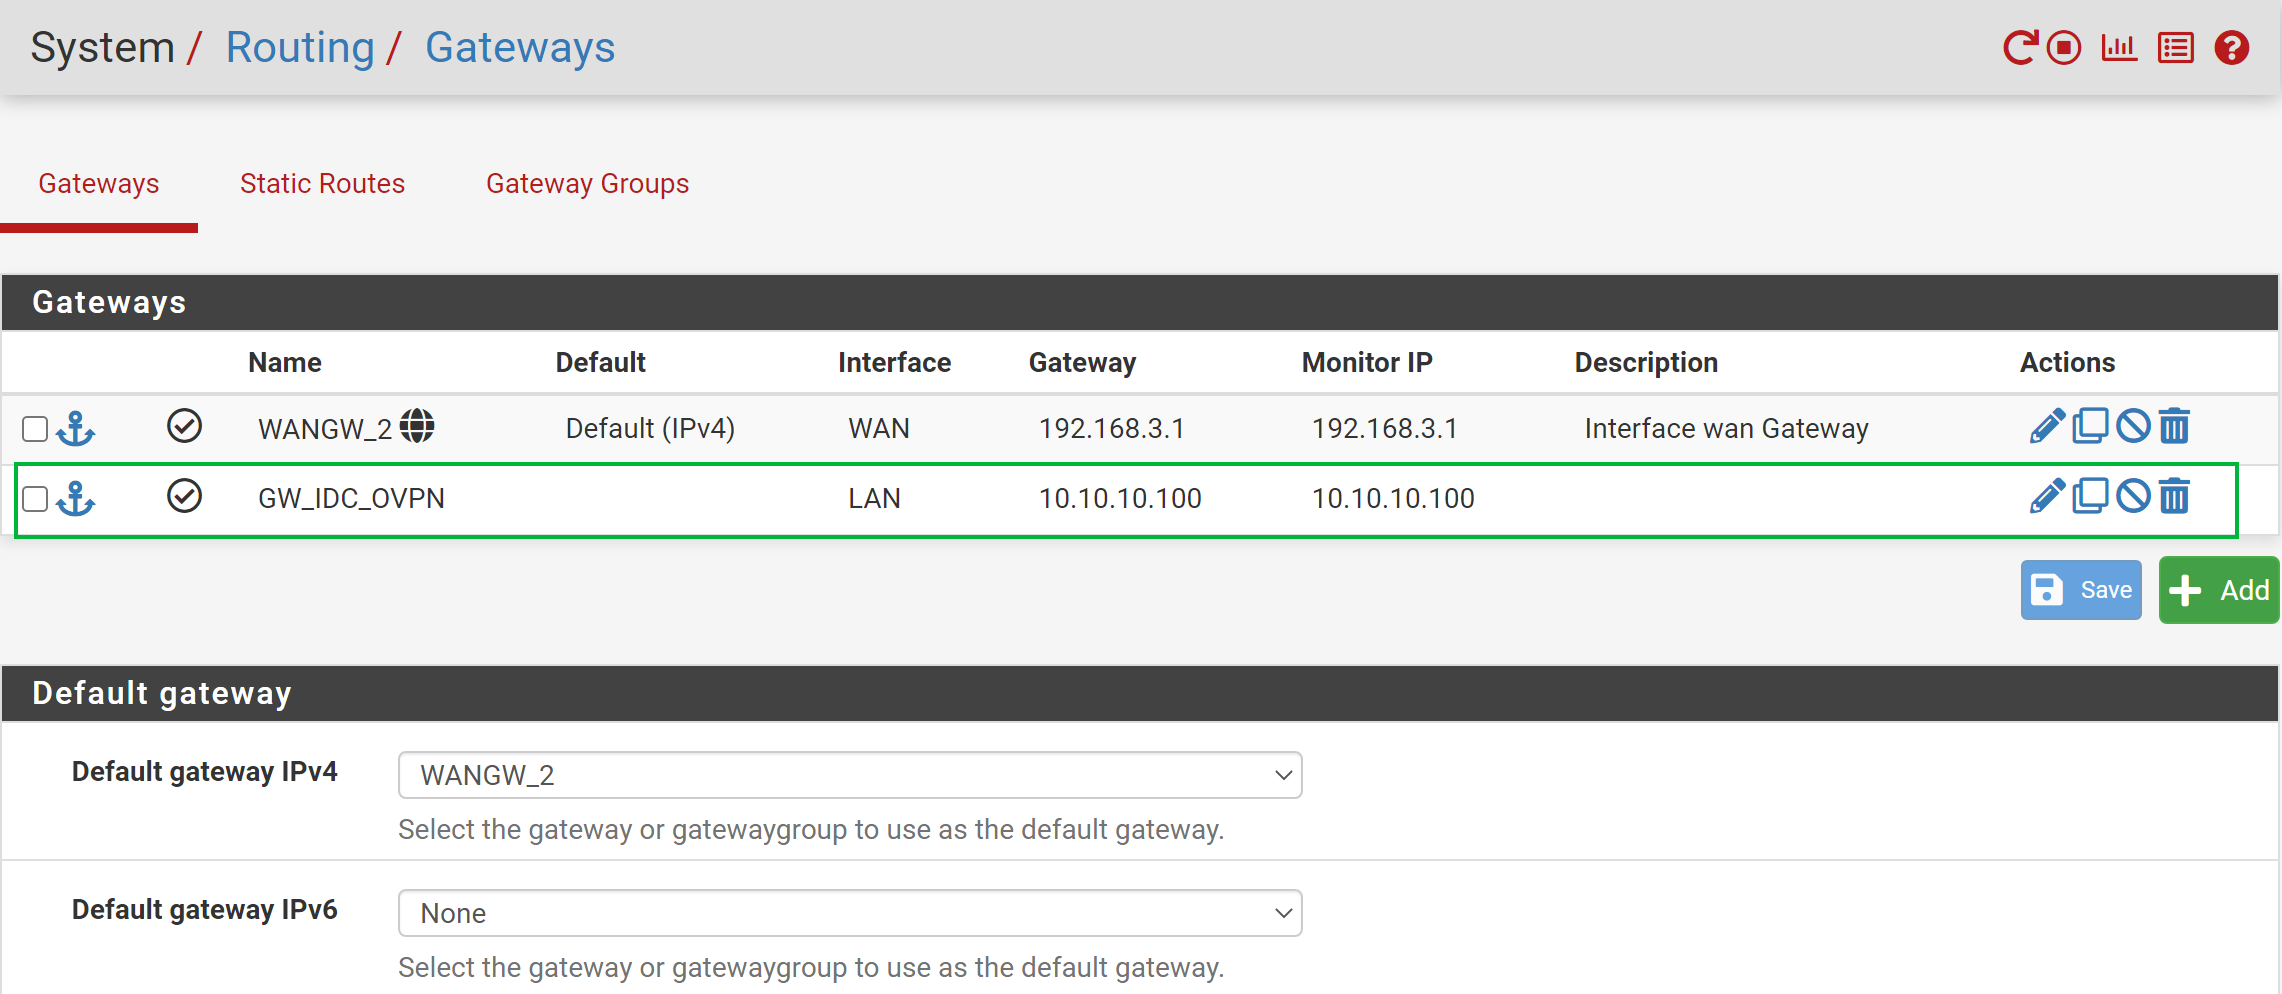 System / Routing / Gateways
Gateways Static Routes Gateway Groups
Gateways
Name Default Interface Gateway Monitor IP Description Actions
WANGW_2 Default (IPv4) WAN 192.168.3.1 192.168.3.1 Interface wan Gateway
GW_IDC_OVPN LAN 10.10.10.100 10.10.10.100
Save Add
Default gateway
Default gateway IPv4 WANGW_2
Select the gateway or gatewaygroup to use as the default gateway.
Default gateway IPv6 None
Select the gateway or gatewaygroup to use as the default gateway.